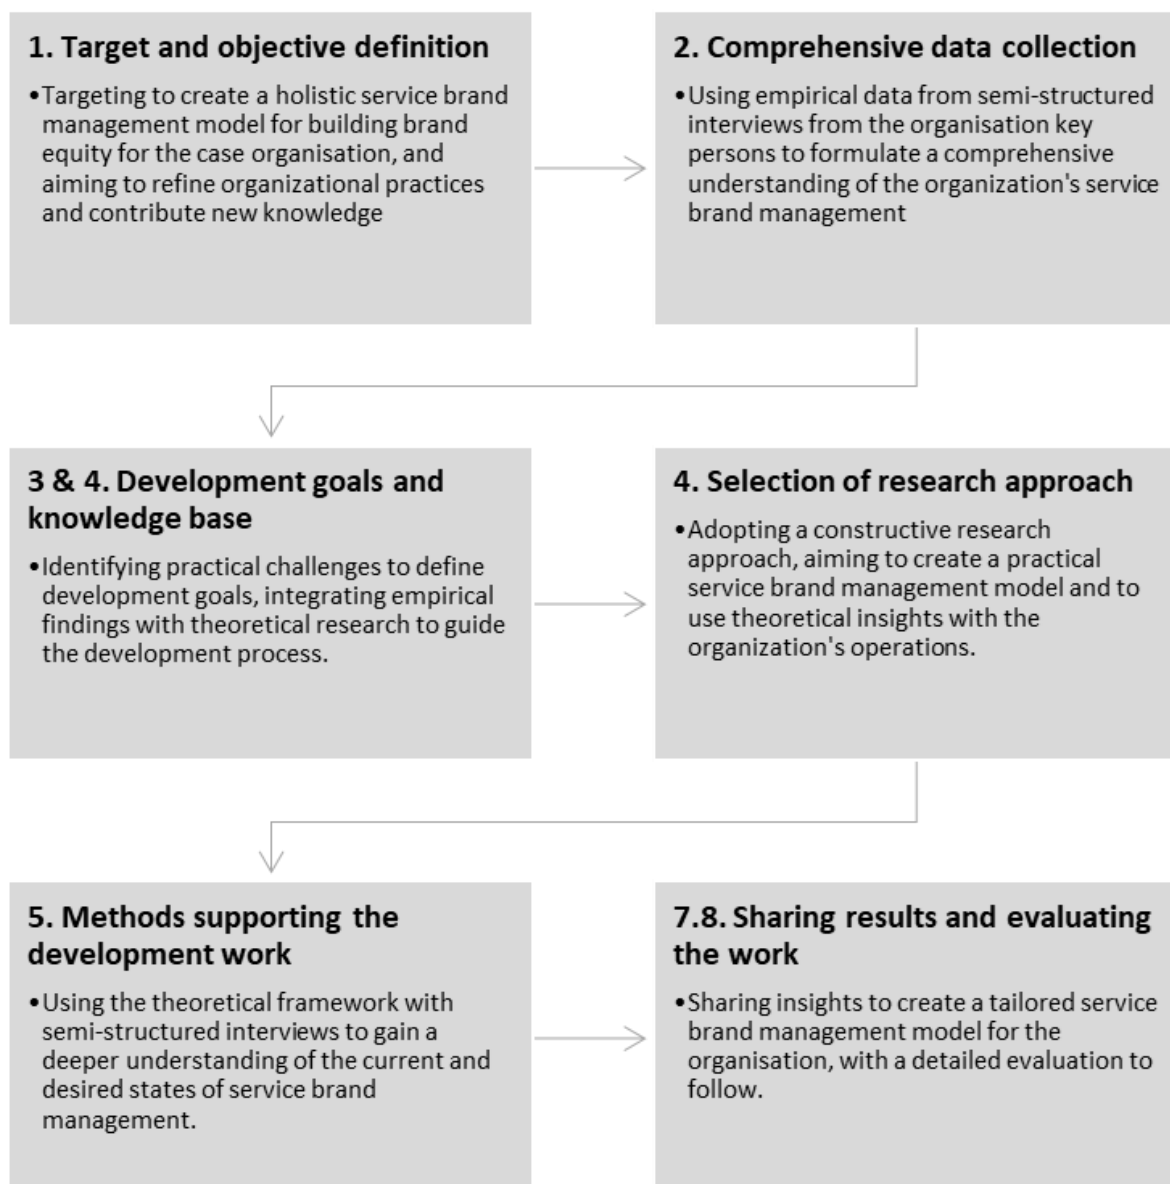 1. Target and objective definition
•Targeting to create a holistic service brand
management model for building brand
equity for the case organisation, and
aiming to refine organizational practices
and contribute new knowledge
2. Comprehensive data collection
•Using empirical data from semi-structured
interviews from the organisation key
persons to formulate a comprehensive
understanding of the organization's service
brand management
3 & 4. Development goals and
knowledge base
•Identifying practical challenges to define
development goals, integrating empirical
findings with theoretical research to guide
the development process.
4. Selection of research approach
•Adopting a constructive research
approach, aiming to create a practical
service brand management model and to
use theoretical insights with the
organization's operations.
5. Methods supporting the
development work
•Using the theoretical framework with
semi-structured interviews to gain a
deeper understanding of the current and
desired states of service brand
management.
7.8. Sharing results and evaluating
the work
•Sharing insights to create a tailored service
brand management model for the
organisation, with a detailed evaluation to
follow.